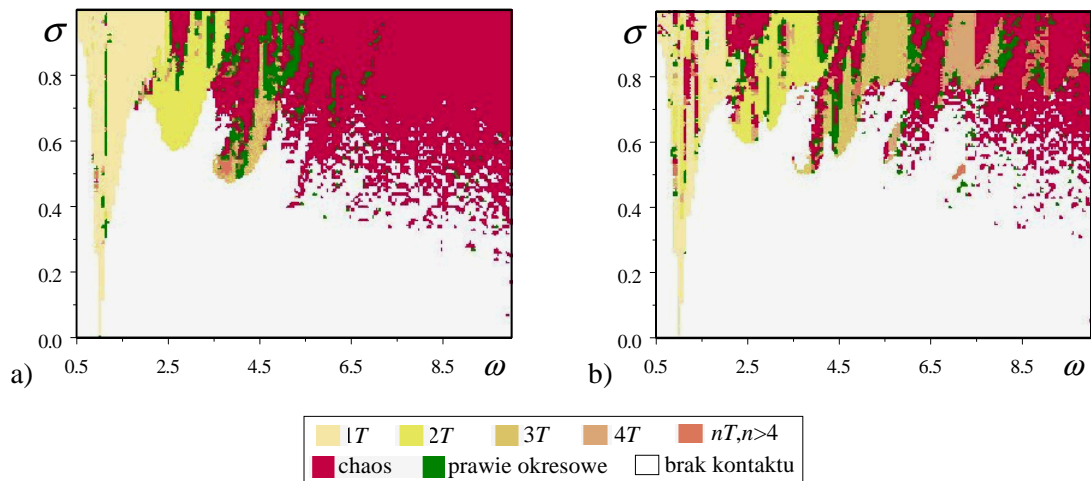 σ
0.8
0.6
0.4
0.2
0.0
0.5 2.5 4.5 6.5 8.5 ω
a)
σ
0.8
0.6
0.4
0.2
0.0
0.5 2.5 4.5 6.5 8.5 ω
b)
1T 2T 3T 4T nT,n>4
chaos prawie okresowe brak kontaktu